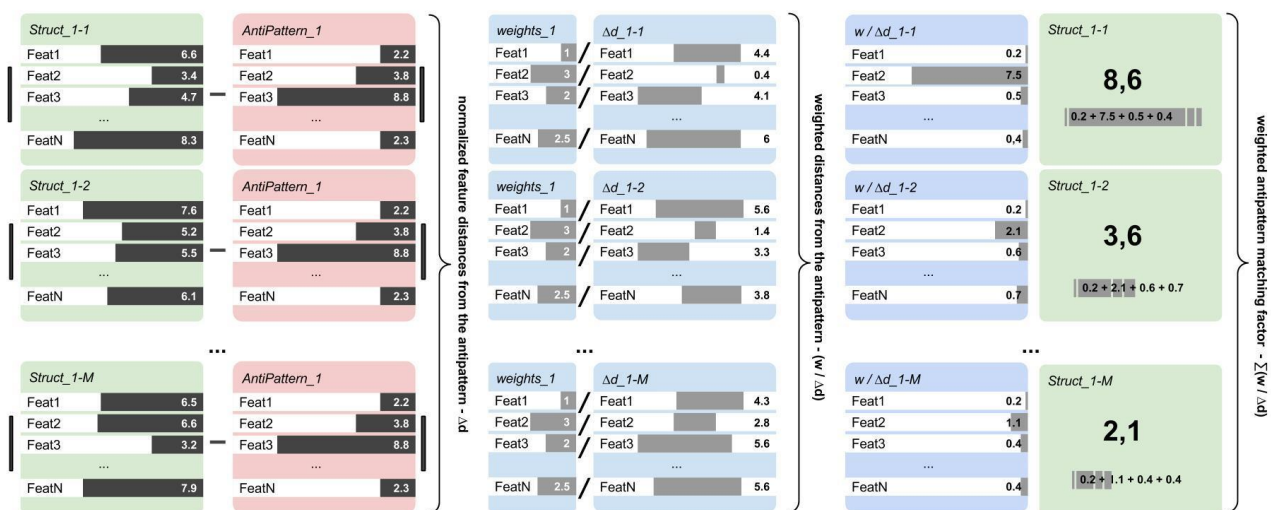 Struct_1-1
Feat1 6.6
Feat2 3.4
Feat3 4.7
...
FeatN 8.3
–
AntiPattern_1
Feat1 2.2
Feat2 3.8
Feat3 8.8
...
FeatN 2.3
weights_1
Feat1 1 /
Feat2 3 /
Feat3 2 /
FeatN 2.5 /
Δd_1-1
Feat1 4.4
Feat2 0.4
Feat3 4.1
...
FeatN 6
w / Δd_1-1
Feat1 0.2
Feat2 7.5
Feat3 0.5
...
FeatN 0,4
Struct_1-1
8,6
0.2 + 7.5 + 0.5 + 0.4
Struct_1-2
Feat1 7.6
Feat2 5.2
Feat3 5.5
...
FeatN 6.1
–
AntiPattern_1
Feat1 2.2
Feat2 3.8
Feat3 8.8
...
FeatN 2.3
weights_1
Feat1 1 /
Feat2 3 /
Feat3 2 /
FeatN 2.5 /
Δd_1-2
Feat1 5.6
Feat2 1.4
Feat3 3.3
...
FeatN 3.8
w / Δd_1-2
Feat1 0.2
Feat2 2.1
Feat3 0.6
...
FeatN 0.7
Struct_1-2
3,6
0.2 + 2.1 + 0.6 + 0.7
...
...
...
Struct_1-M
Feat1 6.5
Feat2 6.6
Feat3 3.2
...
FeatN 7.9
–
AntiPattern_1
Feat1 2.2
Feat2 3.8
Feat3 8.8
...
FeatN 2.3
weights_1
Feat1 1 /
Feat2 3 /
Feat3 2 /
FeatN 2.5 /
Δd_1-M
Feat1 4.3
Feat2 2.8
Feat3 5.6
...
FeatN 5.6
w / Δd_1-M
Feat1 0.2
Feat2 1.1
Feat3 0.4
...
FeatN 0.4
Struct_1-M
2,1
0.2 + 1.1 + 0.4 + 0.4
normalized feature distances from the antipattern - Δd
weighted distances from the antipattern - (w / Δd)
weighted antipattern matching factor - ∑(w / Δd)